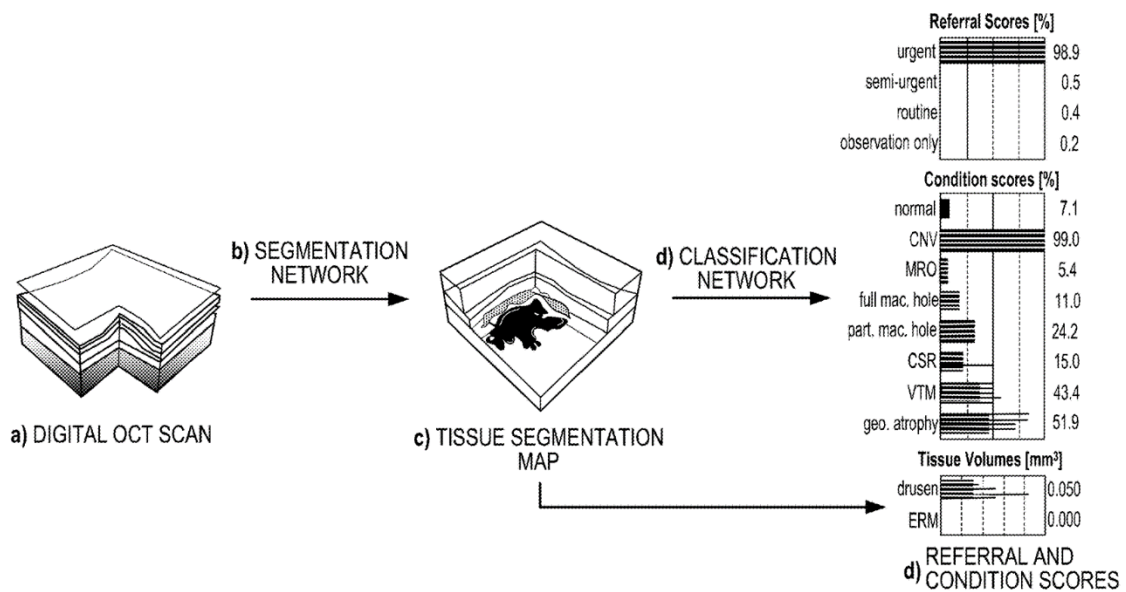 Referral Scores [%]
urgent 98.9
semi-urgent 0.5
routine 0.4
observation only 0.2
Condition scores [%]
normal 7.1
CNV 99.0
MRO 5.4
full mac. hole 11.0
part. mac. hole 24.2
CSR 15.0
VTM 43.4
geo. atrophy 51.9
Tissue Volumes [mm³]
drusen 0.050
ERM 0.000
d) REFERRAL AND
CONDITION SCORES
b) SEGMENTATION
NETWORK
d) CLASSIFICATION
NETWORK
a) DIGITAL OCT SCAN
c) TISSUE SEGMENTATION
MAP